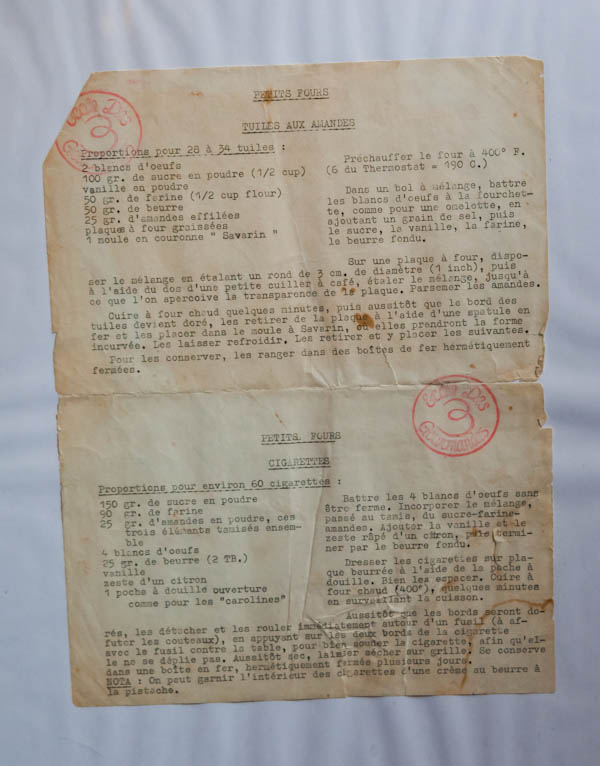 École Des
3
Gourmandes
PETITS FOURS
TUILES AUX AMANDES
Proportions pour 28 à 34 tuiles :
2 blancs d'oeufs
100 gr. de sucre en poudre (1/2 cup)
vanille en poudre
50 gr. de farine (1/2 cup flour)
50 gr. de beurre
25 gr. d'amandes effilées
plaques à four graissées
1 moule en couronne " Savarin "
Préchauffer le four à 400° F.
(6 du Thermostat = 190 C.)
Dans un bol à mélange, battre
les blancs d'oeufs à la fourchet-
te, comme pour une omelette, en
ajoutant un grain de sel, puis
le sucre, la vanille, la farine,
le beurre fondu.
Sur une plaque à four, dispo-
ser le mélange en étalant un rond de 3 cm. de diamètre (1 inch), puis
à l'aide du dos d'une petite cuiller à café, étaler le mélange, jusqu'à
ce que l'on apercoive la transparence de la plaque. Parsemer les amandes.
Cuire à four chaud quelques minutes, puis aussitôt que le bord des
tuiles devient doré, les retirer de la plaque à l'aide d'une spatule en
fer et les placer dans le moule à Savarin, où elles prendront la forme
incurvée. Les laisser refroidir. Les retirer et y placer les suivantes.
Pour les conserver, les ranger dans des boîtes de fer hérmétiquement
fermées.
École Des
3
Gourmandes
PETITS. FOURS
CIGARETTES
Proportions pour environ 60 cigarettes :
150 gr. de sucre en poudre
90 gr. de farine
25 gr. d'amandes en poudre, ces
trois éléments tamisés ensem-
ble
4 blancs d'oeufs
25 gr. de beurre (2 TB.)
vanille
zeste d'un citron
1 poche à douille ouverture
comme pour les "carolines"
Battre les 4 blancs d'oeufs sans
être ferme. Incorporer le mélange,
passé au tamis, du sucre-farine-
amandes. Ajouter la vanille et le
zeste râpé d'un citron, puis termi-
ner par le beurre fondu.
Dresser les cigarettes sur pla-
que beurrée à l'aide de la poche à
douille. Bien les espacer. Cuire à
four chaud (400°), quelques minutes
en surveillant la cuisson.
Aussitôt que les bords seront do-
rés, les détacher et les rouler immédiatement autour d'un fusil (à af-
futer les couteaux), en appuyant sur les deux bords de la cigarette
avec le fusil contre la table, pour bien souder la cigarette, afin qu'el-
le ne se déplie pas. Aussitôt sec, laisser sécher sur grille. Se conserve
dans une boîte en fer, hermétiquement fermée plusieurs jours.
NOTA : On peut garnir l'intérieur des cigarettes d'une crème au beurre à
la pistache.